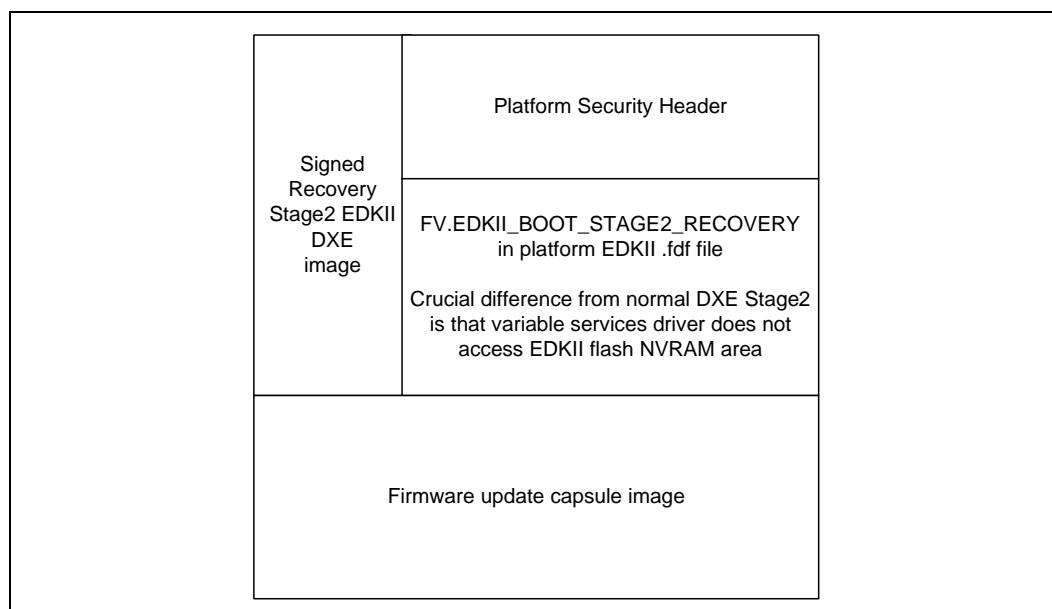 Platform Security Header
Signed
Recovery
Stage2 EDKII
DXE
image
FV.EDKII_BOOT_STAGE2_RECOVERY
in platform EDKII .fdf file
Crucial difference from normal DXE Stage2
is that variable services driver does not
access EDKII flash NVRAM area
Firmware update capsule image